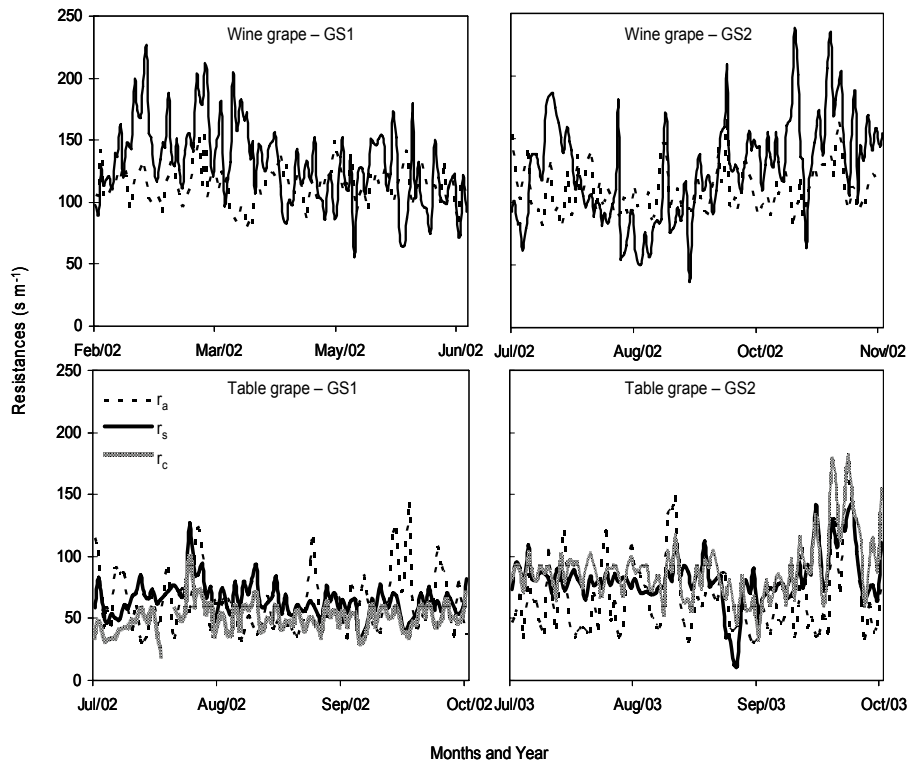 Resistances (s m⁻¹)
250
200
150
100
50
0
Wine grape – GS1
Feb/02 Mar/02 May/02 Jun/02
Wine grape – GS2
Jul/02 Aug/02 Oct/02 Nov/02
250
200
150
100
50
0
Table grape – GS1
rₐ
rₛ
r꜀
Jul/02 Aug/02 Sep/02 Oct/02
Table grape – GS2
Jul/03 Aug/03 Sep/03 Oct/03
Months and Year